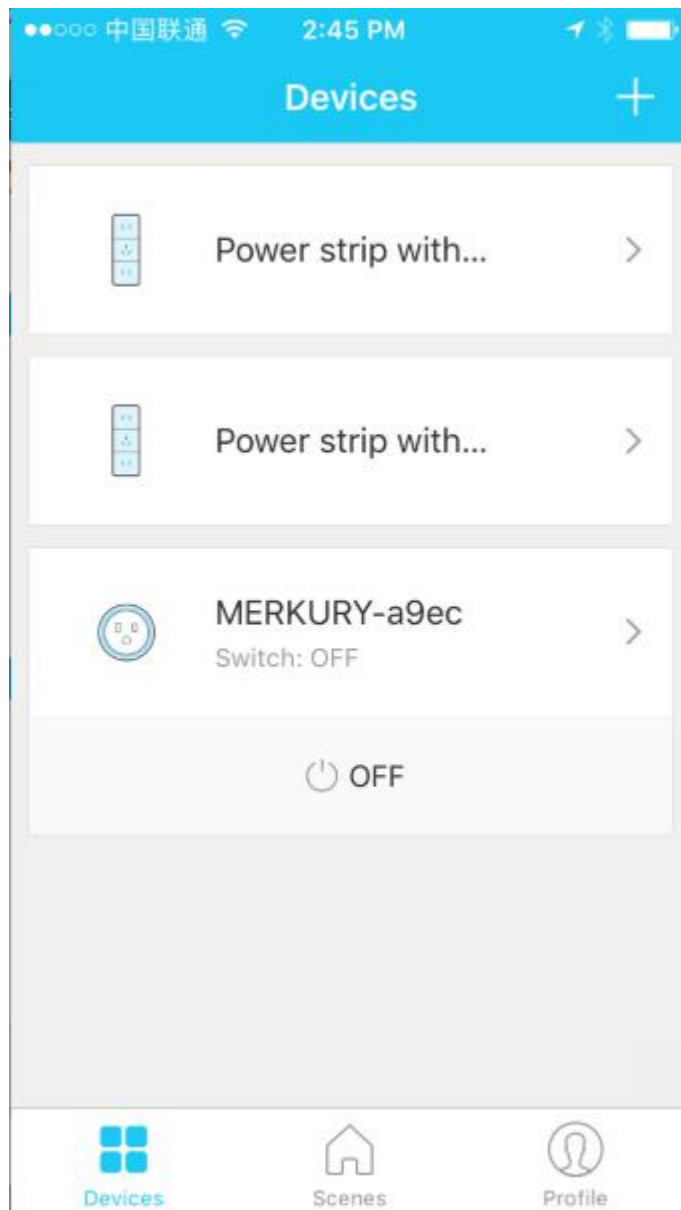 中国联通 2:45 PM
Devices
Power strip with...
Power strip with...
MERKURY-a9ec
Switch: OFF
OFF
Devices Scenes Profile